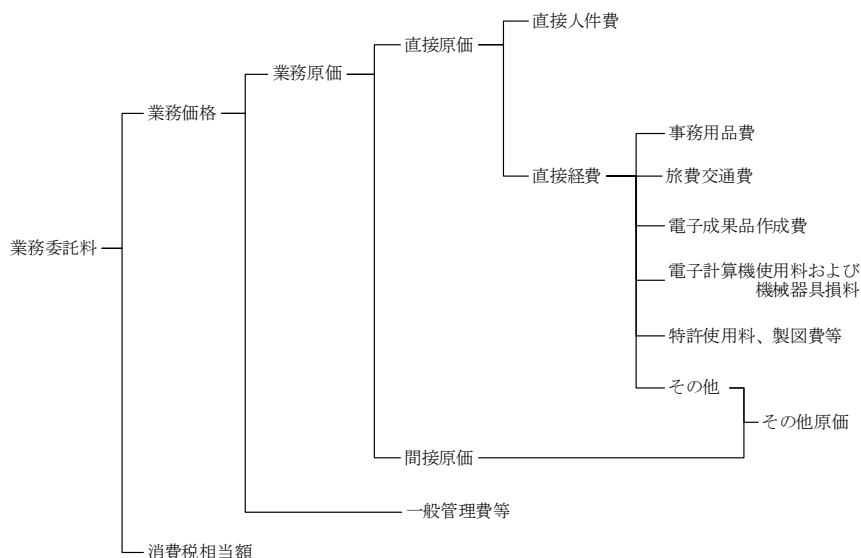 直接人件費
直接原価
業務原価
業務価格
事務用品費
直接経費
旅費交通費
電子成果品作成費
業務委託料
電子計算機使用料および
機械器具損料
特許使用料、製図費等
その他
その他原価
間接原価
一般管理費等
消費税相当額